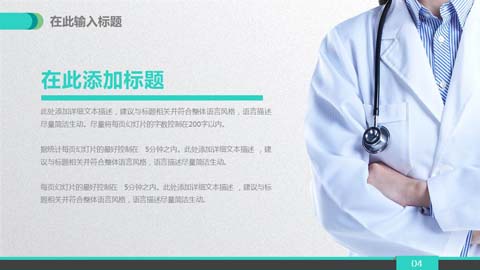 在此输入标题
在此添加标题
此处添加详细文本描述，建议与标题相关并符合整体语言风格，语言描述
尽量简洁生动。尽量将每页幻灯片的字数控制在200字以内。
据统计每页幻灯片的最好控制在 5分钟之内。此处添加详细文本描述 ，建议
与标题相关并符合整体语言风格，语言描述尽量简洁生动。
每页幻灯片的最好控制在 5分钟之内。此处添加详细文本描述 ，建议与标
题相关并符合整体语言风格，语言描述尽量简洁生动。
04